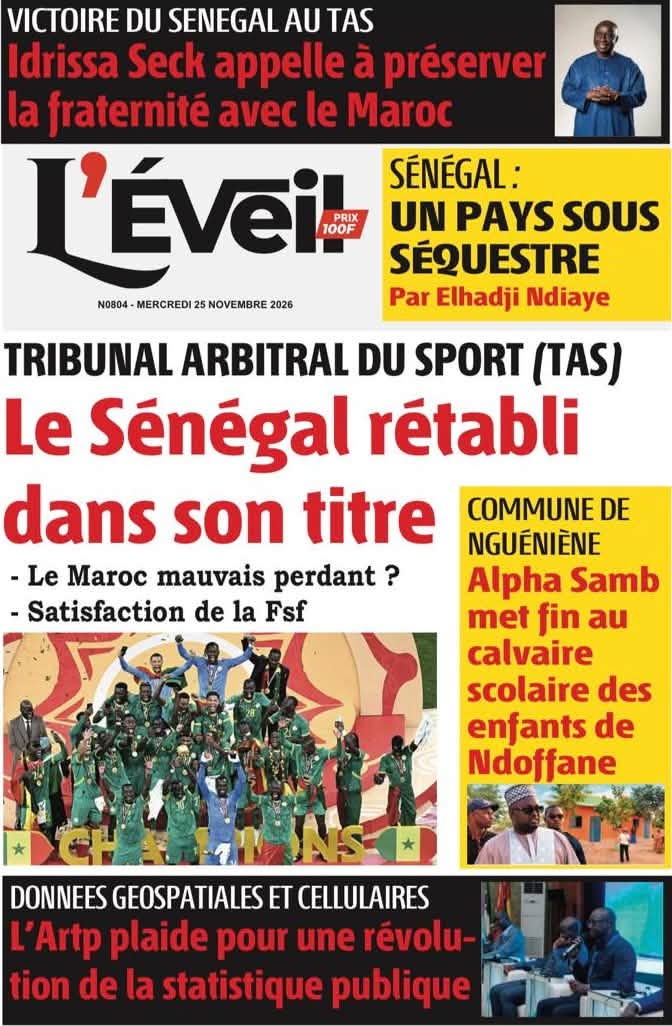 VICTOIRE DU SENEGAL AU TAS
Idrissa Seck appelle à préserver
la fraternité avec le Maroc
L'Éveil
PRIX
100F
N0804 - MERCREDI 25 NOVEMBRE 2026
SÉNÉGAL :
UN PAYS SOUS
SÉQUESTRE
Par Elhadji Ndiaye
TRIBUNAL ARBITRAL DU SPORT (TAS)
Le Sénégal rétabli
dans son titre
- Le Maroc mauvais perdant ?
- Satisfaction de la Fsf
CHAMPIONS
COMMUNE DE
NGUÉNIÈNE
Alpha Samb
met fin au
calvaire
scolaire des
enfants de
Ndoffane
DONNEES GEOSPATIALES ET CELLULAIRES
L'Artp plaide pour une révolu-
tion de la statistique publique